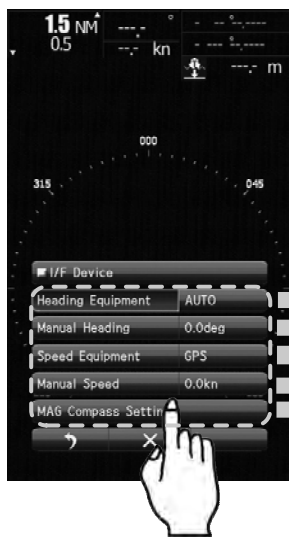 1.5 NM ---.- °
0.5 --.- kn
- --°--.----
- ---°--.----
---.- m
000
315 045
I/F Device
Heading Equipment AUTO
Manual Heading 0.0deg
Speed Equipment GPS
Manual Speed 0.0kn
MAG Compass Settin